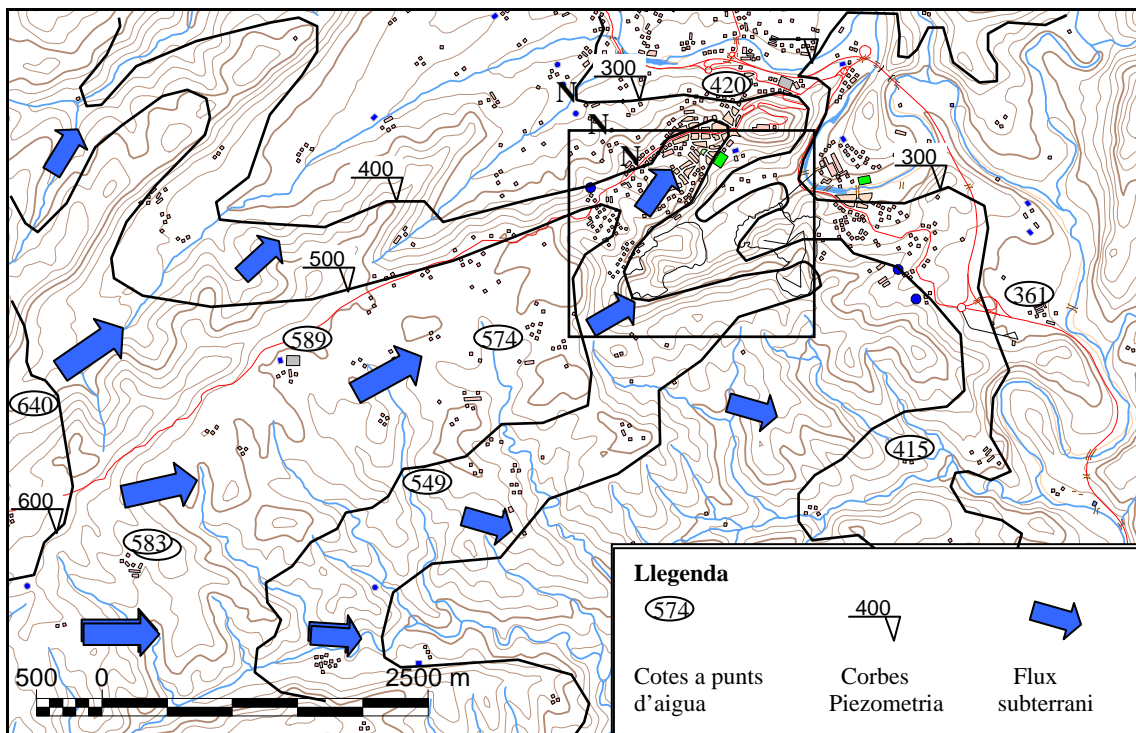 300
420
N
N
N
300
400
500
361
589
574
640
415
549
600
583
Llegenda
574
400
Cotes a punts d'aigua
Corbes Piezometria
Flux subterrani
500 0 2500 m